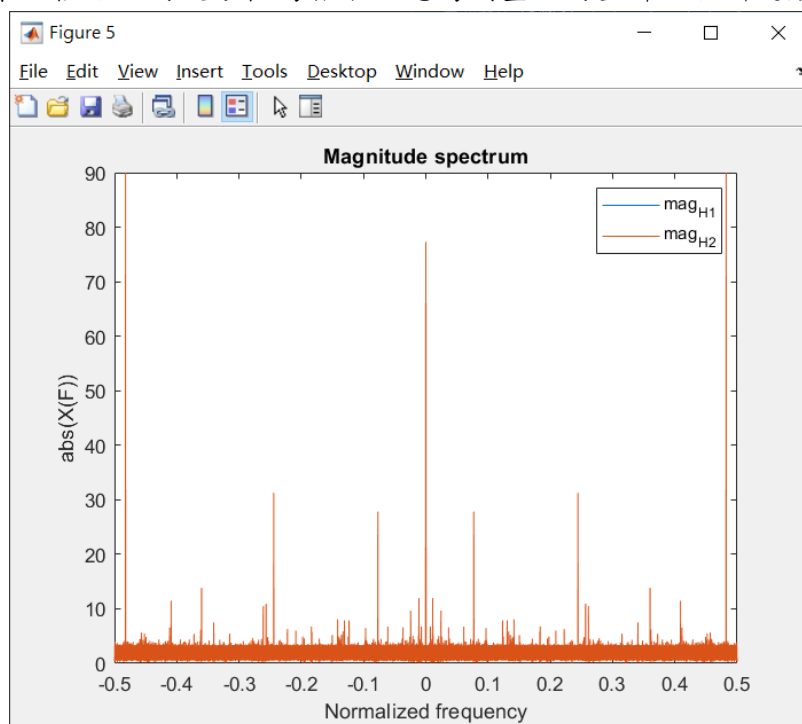 Figure 5
File Edit View Insert Tools Desktop Window Help
Magnitude spectrum
mag_H1
mag_H2
90
80
70
60
50
40
30
20
10
0
abs(X(F))
-0.5 -0.4 -0.3 -0.2 -0.1 0 0.1 0.2 0.3 0.4 0.5
Normalized frequency